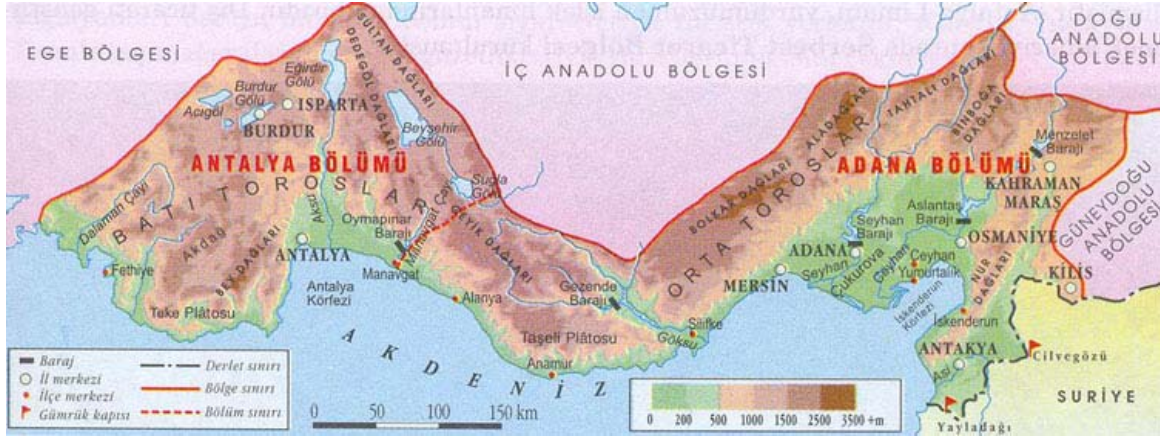 EGE BÖLGESİ
İÇ ANADOLU BÖLGESİ
DOĞU
ANADOLU
BÖLGESİ
GÜNEYDOĞU
ANADOLU
BÖLGESİ
SULTAN DAĞLARI
DEDEGÖL DAĞLARI
Eğirdir
Gölü
Burdur
Gölü
Acıgöl
ISPARTA
BURDUR
Beyşehir
Gölü
ANTALYA BÖLÜMÜ
BATI TOROSLAR
Suğla
Gölü
Dalaman Çayı
Akdağ
BEY DAĞLARI
Aksu
Oymapınar
Barajı
Manavgat Çayı
GEYİK DAĞLARI
ANTALYA
Manavgat
Fethiye
Teke Plâtosu
Antalya
Körfezi
Alanya
Gezende
Barajı
Taşeli Plâtosu
Anamur
Göksu
Silifke
AKDENİZ
BOLKAR DAĞLARI
ALADAĞLAR
ORTA TOROSLAR
TAHTALI DAĞLARI
BİNBOĞA
DAĞLARI
ADANA BÖLÜMÜ
Menzelet
Barajı
KAHRAMAN
MARAŞ
Aslantaş
Barajı
Seyhan
Barajı
ADANA
OSMANİYE
MERSİN
Seyhan
Çukurova
Ceyhan
Ceyhan
Yumurtalık
İskenderun
Körfezi
NUR
DAĞLARI
KİLİS
İskenderun
ANTAKYA
Asi
Cilvegözü
Yayladağı
SURİYE
Baraj
İl merkezi
İlçe merkezi
Gümrük kapısı
Devlet sınırı
Bölge sınırı
Bölüm sınırı
0 50 100 150 km
0 200 500 1000 1500 2500 3500 +m